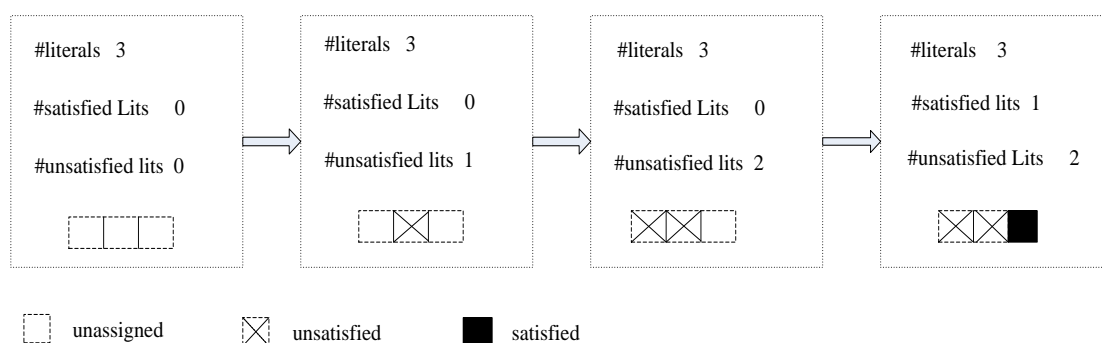 #literals 3
#satisfied Lits 0
#unsatisfied lits 0
#literals 3
#satisfied Lits 0
#unsatisfied lits 1
#literals 3
#satisfied Lits 0
#unsatisfied lits 2
#literals 3
#satisfied lits 1
#unsatisfied Lits 2
unassigned
unsatisfied
satisfied